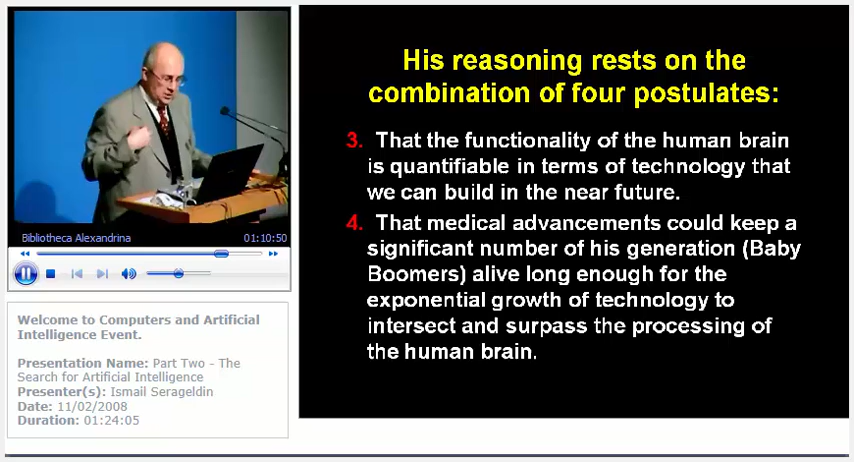 Bibliotheca Alexandrina 01:10:50
Welcome to Computers and Artificial
Intelligence Event.
Presentation Name: Part Two - The
Search for Artificial Intelligence
Presenter(s): Ismail Serageldin
Date: 11/02/2008
Duration: 01:24:05
His reasoning rests on the
combination of four postulates:
3. That the functionality of the human brain
is quantifiable in terms of technology that
we can build in the near future.
4. That medical advancements could keep a
significant number of his generation (Baby
Boomers) alive long enough for the
exponential growth of technology to
intersect and surpass the processing of
the human brain.